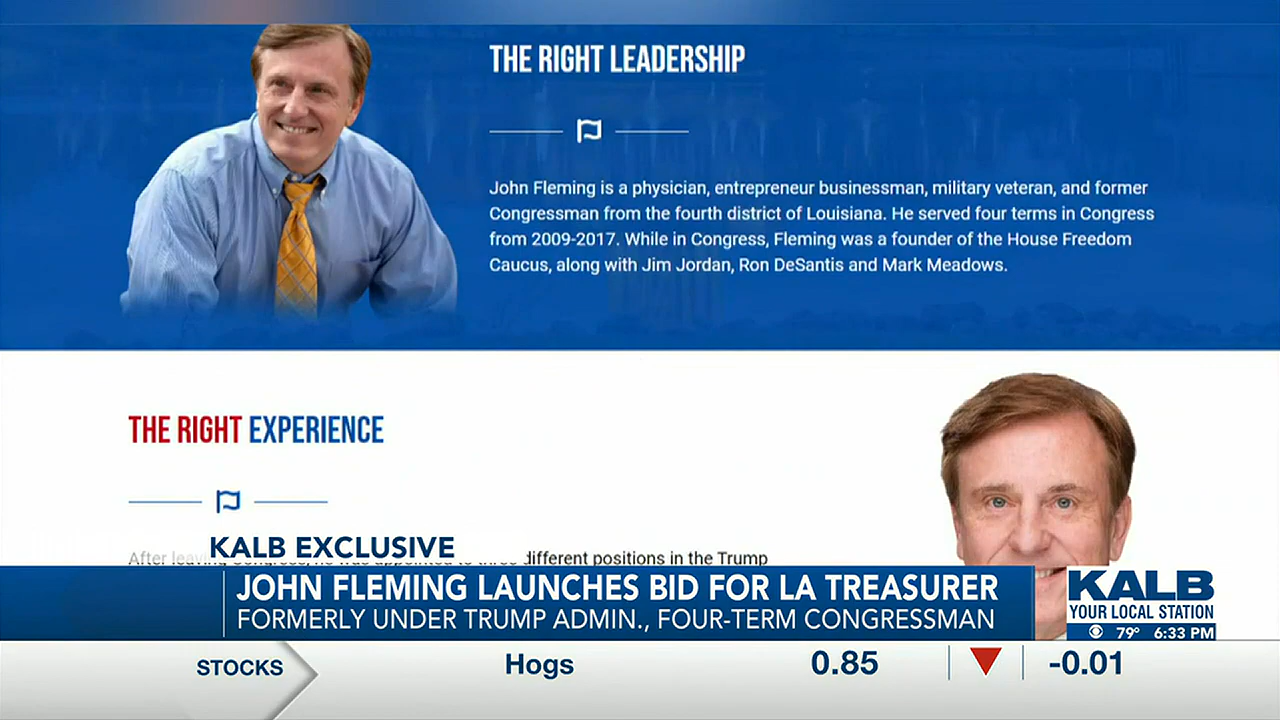 THE RIGHT LEADERSHIP
John Fleming is a physician, entrepreneur businessman, military veteran, and former
Congressman from the fourth district of Louisiana. He served four terms in Congress
from 2009-2017. While in Congress, Fleming was a founder of the House Freedom
Caucus, along with Jim Jordan, Ron DeSantis and Mark Meadows.
THE RIGHT EXPERIENCE
After different positions in the Trump
KALB EXCLUSIVE
JOHN FLEMING LAUNCHES BID FOR LA TREASURER
FORMERLY UNDER TRUMP ADMIN., FOUR-TERM CONGRESSMAN
KALB
YOUR LOCAL STATION
79° 6:33 PM
STOCKS Hogs 0.85 -0.01